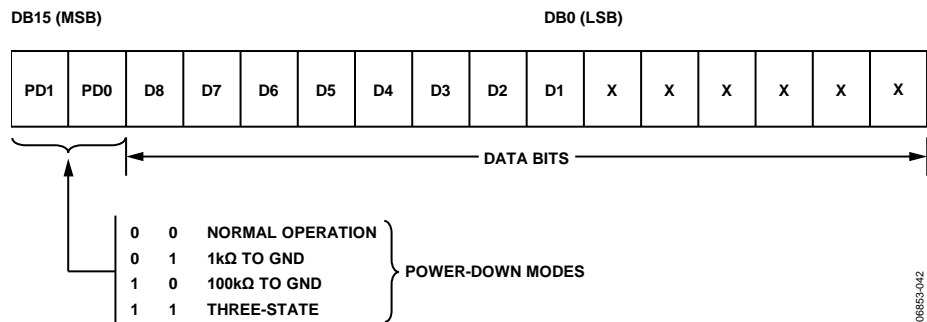 DB15 (MSB) DB0 (LSB)
PD1 PD0 D8 D7 D6 D5 D4 D3 D2 D1 X X X X X X
DATA BITS
0 0 NORMAL OPERATION
0 1 1kΩ TO GND
1 0 100kΩ TO GND
1 1 THREE-STATE
POWER-DOWN MODES
06853-042